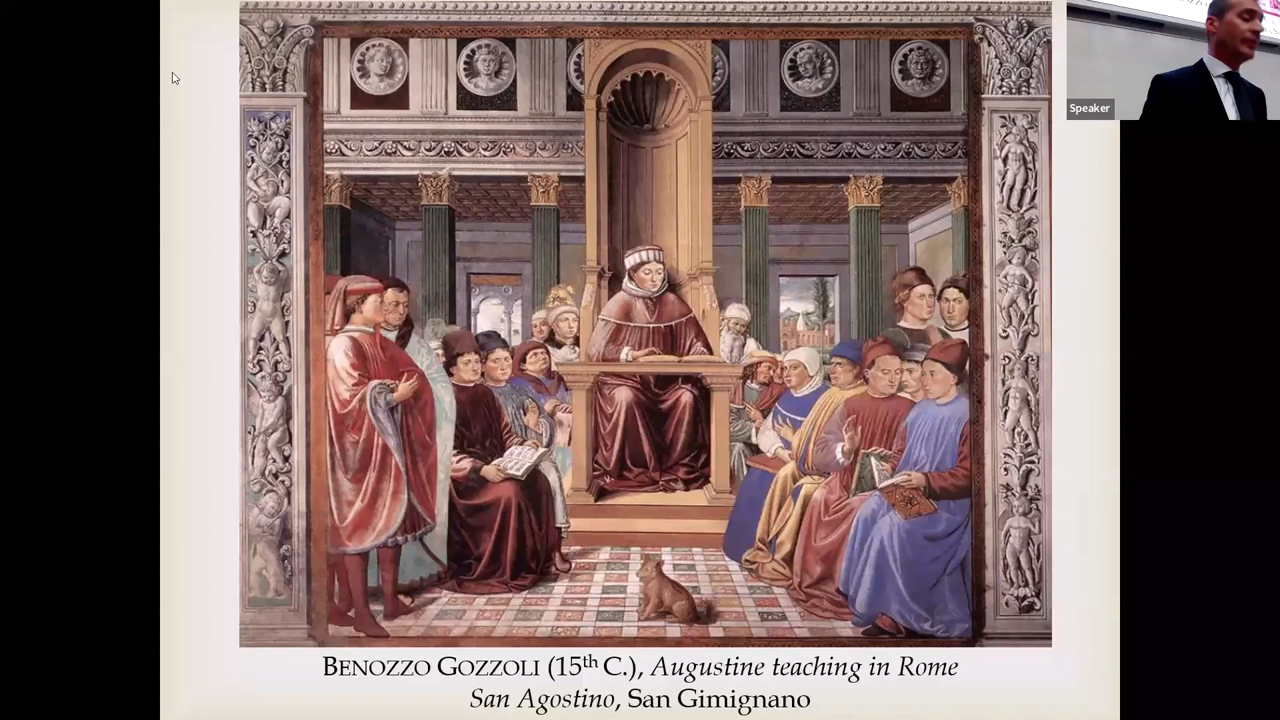 Speaker
BENOZZO GOZZOLI (15th C.), Augustine teaching in Rome
San Agostino, San Gimignano